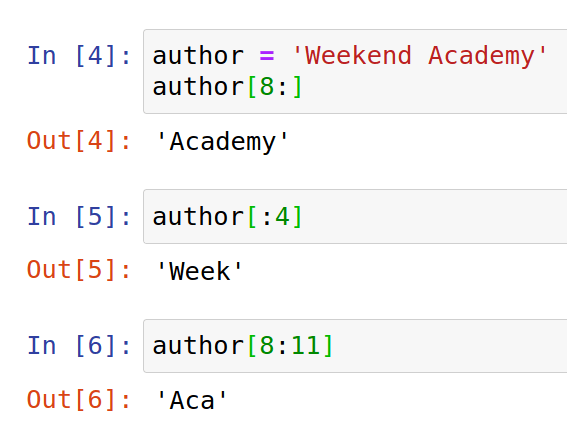 In [4]: author = 'Weekend Academy'
author[8:]
Out[4]: 'Academy'
In [5]: author[:4]
Out[5]: 'Week'
In [6]: author[8:11]
Out[6]: 'Aca'